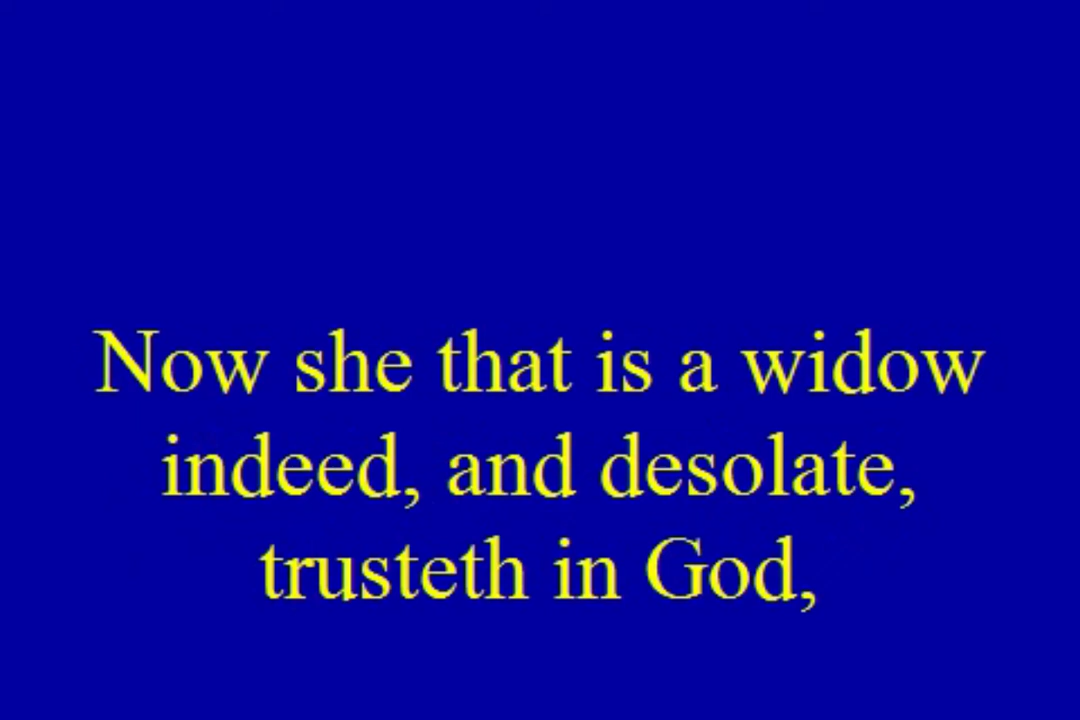 Now she that is a widow
indeed, and desolate,
trusteth in God,